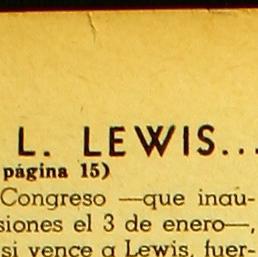 L. LEWIS...
página 15)
Congreso —que inau-
siones el 3 de enero—,
si vence a Lewis, fuer-